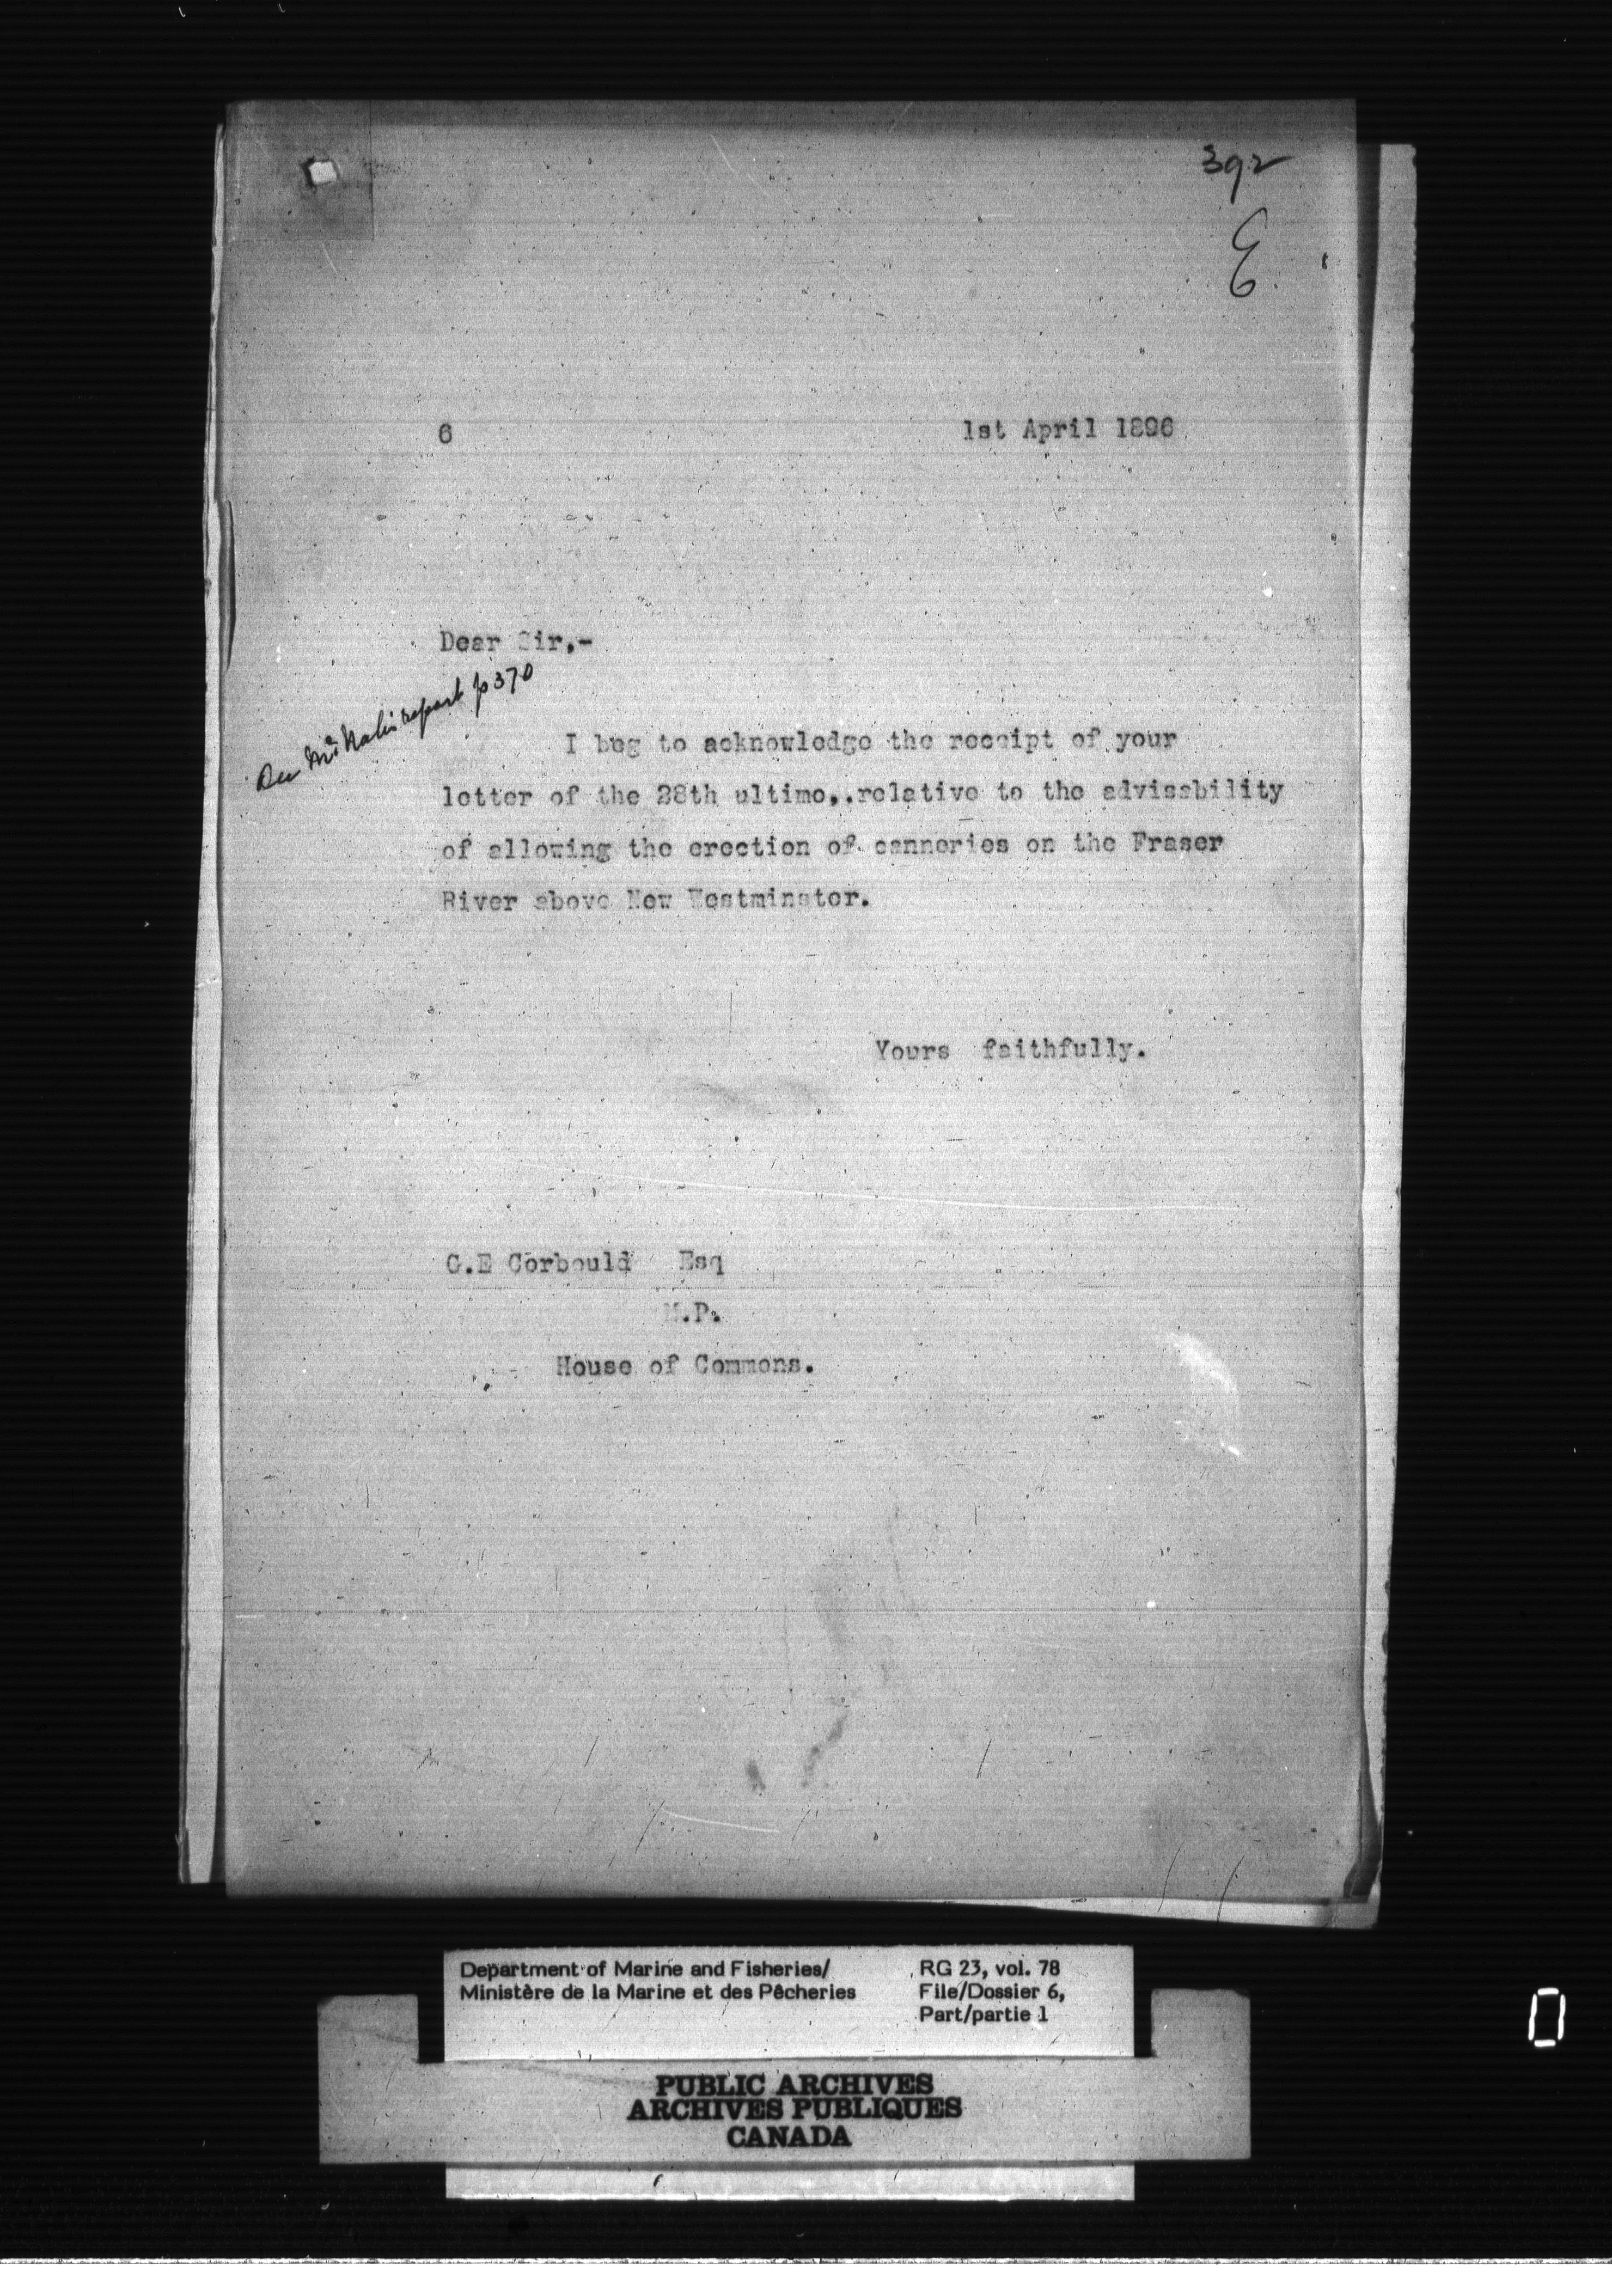 392
E
6 1st April 1896
Dear Sir,-
See Mr McNab's report p 370
I beg to acknowledge the receipt of your
letter of the 28th ultimo, relative to the advisability
of allowing the erection of canneries on the Fraser
River above New Westminster.
Yours faithfully.
G.E Corbould Esq
M.P.
House of Commons.
Department of Marine and Fisheries/
Ministère de la Marine et des Pêcheries
RG 23, vol. 78
File/Dossier 6,
Part/partie 1
PUBLIC ARCHIVES
ARCHIVES PUBLIQUES
CANADA